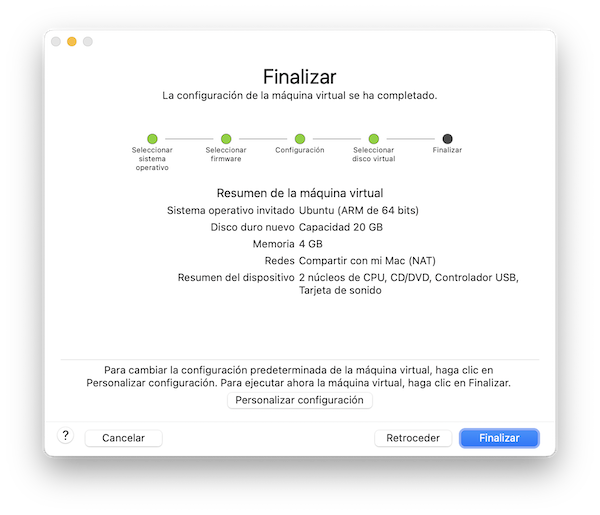 Finalizar
La configuración de la máquina virtual se ha completado.
Seleccionar sistema operativo
Seleccionar firmware
Configuración
Seleccionar disco virtual
Finalizar
Resumen de la máquina virtual
Sistema operativo invitado Ubuntu (ARM de 64 bits)
Disco duro nuevo Capacidad 20 GB
Memoria 4 GB
Redes Compartir con mi Mac (NAT)
Resumen del dispositivo 2 núcleos de CPU, CD/DVD, Controlador USB,
Tarjeta de sonido
Para cambiar la configuración predeterminada de la máquina virtual, haga clic en
Personalizar configuración. Para ejecutar ahora la máquina virtual, haga clic en Finalizar.
Personalizar configuración
? Cancelar Retroceder Finalizar